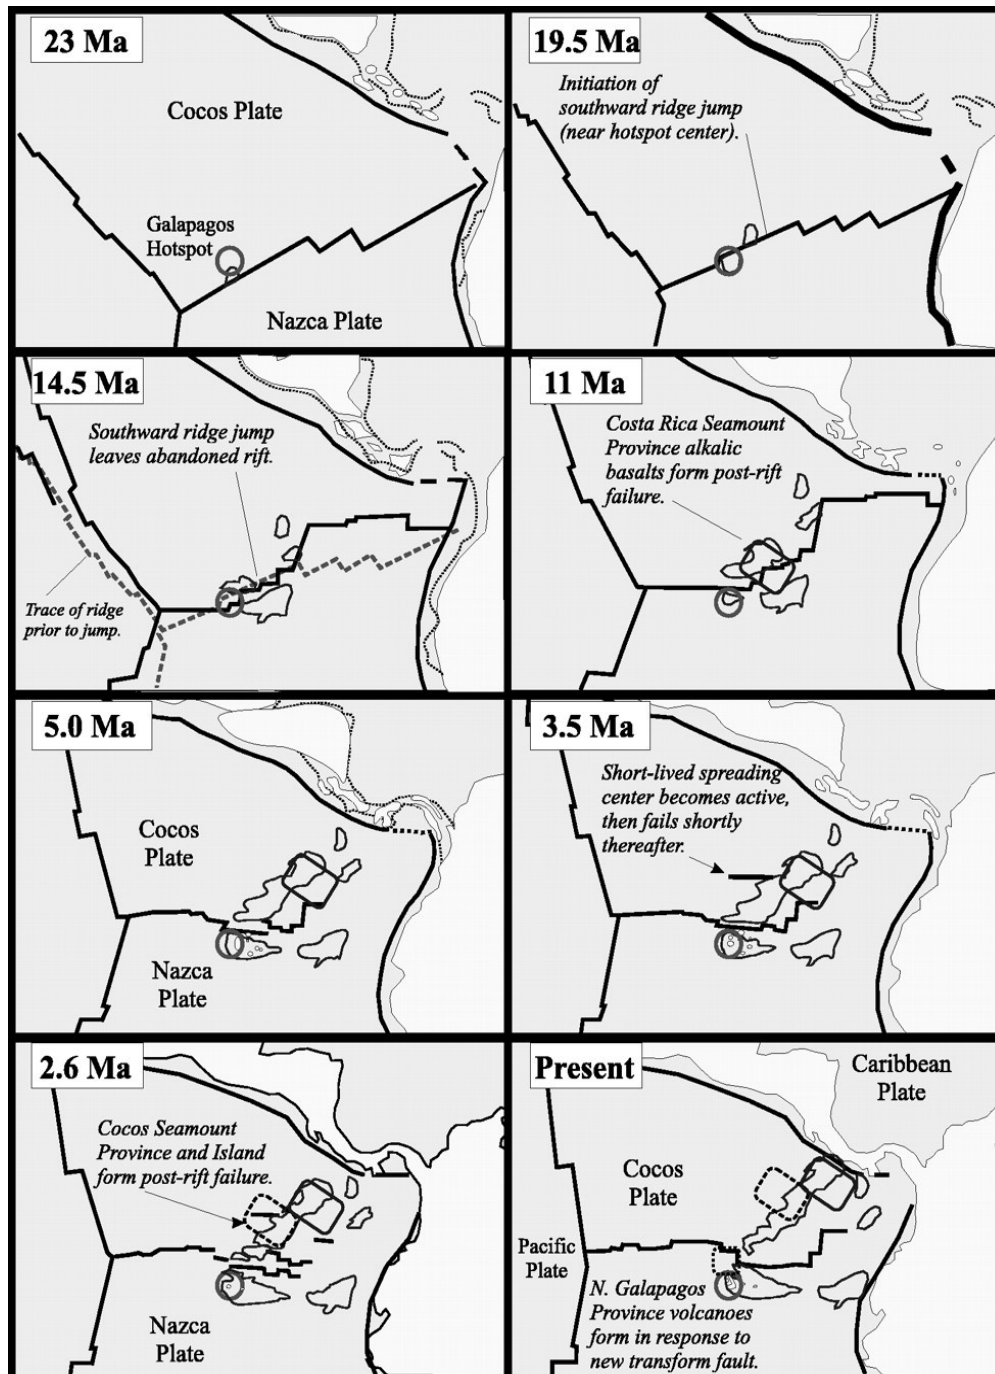 23 Ma
Cocos Plate
Galapagos
Hotspot
Nazca Plate
19.5 Ma
Initiation of
southward ridge jump
(near hotspot center).
14.5 Ma
Southward ridge jump
leaves abandoned rift.
Trace of ridge
prior to jump.
11 Ma
Costa Rica Seamount
Province alkalic
basalts form post-rift
failure.
5.0 Ma
Cocos
Plate
Nazca
Plate
3.5 Ma
Short-lived spreading
center becomes active,
then fails shortly
thereafter.
2.6 Ma
Cocos Seamount
Province and Island
form post-rift failure.
Nazca
Plate
Present
Caribbean
Plate
Cocos
Plate
Pacific
Plate
N. Galapagos
Province volcanoes
form in response to
new transform fault.